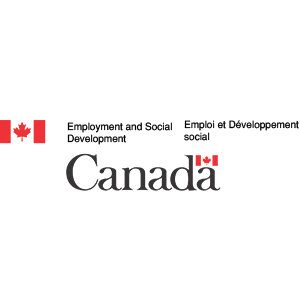 Employment and Social
Development
Emploi et Développement
social
Canada